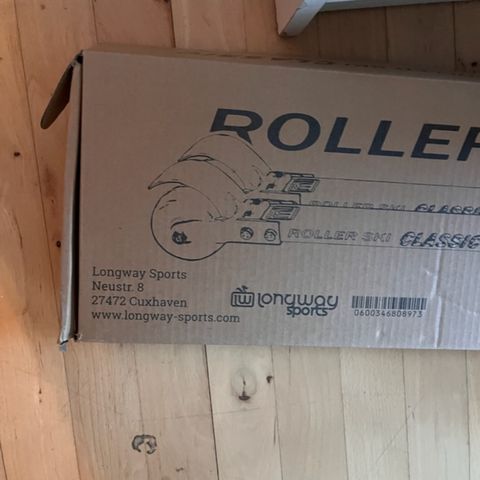 ROLLER
ROLLER SKI CLASSIC
ROLLER SKI CLASSIC
Longway Sports
Neustr. 8
27472 Cuxhaven
www.longway-sports.com
lw longway
sports
0600346808973